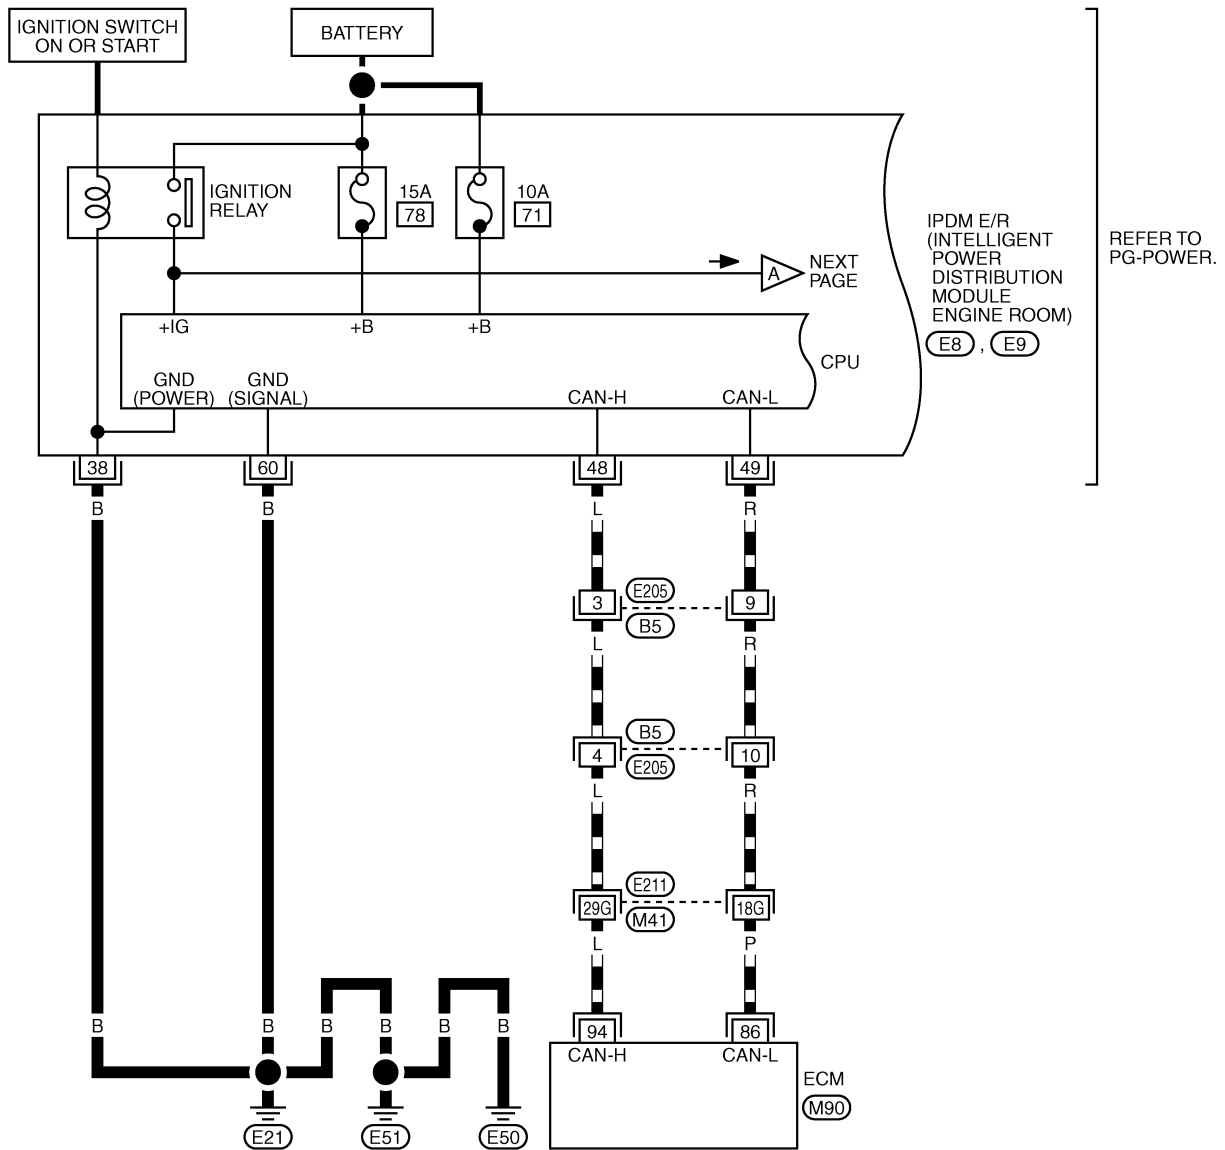 IGNITION SWITCH
ON OR START
BATTERY
IGNITION
RELAY
15A
78
10A
71
A
NEXT
PAGE
IPDM E/R
(INTELLIGENT
POWER
DISTRIBUTION
MODULE
ENGINE ROOM)
E8 , E9
REFER TO
PG-POWER.
+IG
+B
+B
CPU
GND
(POWER)
GND
(SIGNAL)
CAN-H
CAN-L
38
60
48
49
B
B
L
R
3
E205
B5
9
L
R
4
B5
E205
10
L
R
29G
E211
M41
18G
L
P
B
B
B
B
B
B
94
86
CAN-H
CAN-L
ECM
M90
E21
E51
E50